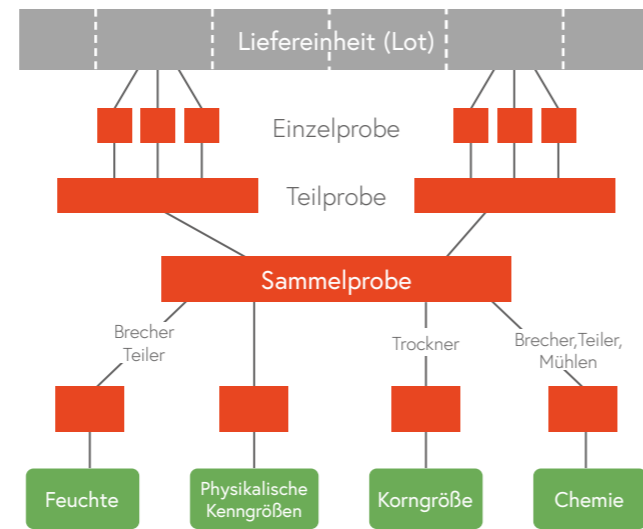 Liefereinheit (Lot)
Einzelprobe
Teilprobe
Sammelprobe
Brecher
Teiler
Trockner
Brecher,Teiler,
Mühlen
Feuchte
Physikalische
Kenngrößen
Korngröße
Chemie